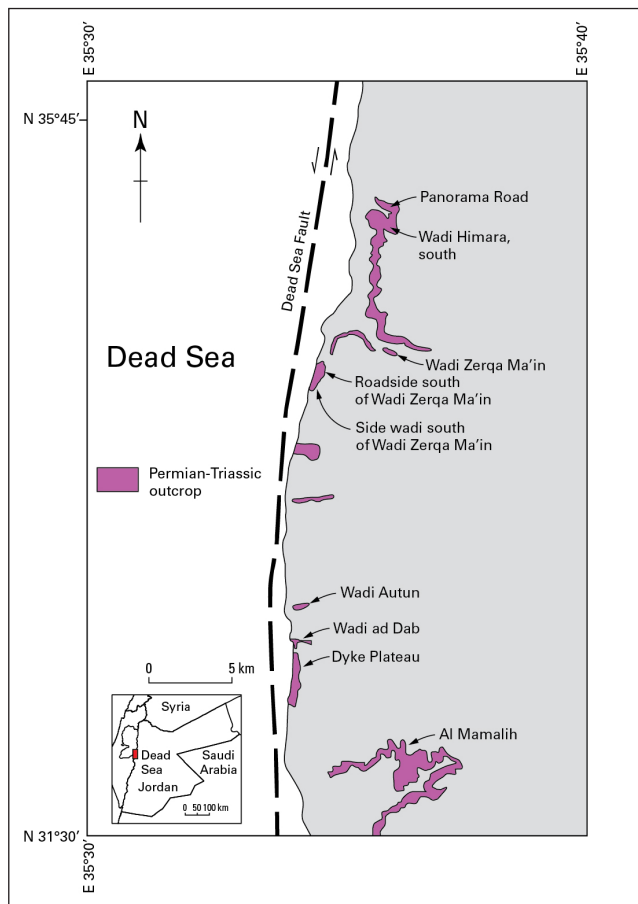 E 35°30′
E 35°40′
N 35°45′
N
Dead Sea Fault
Panorama Road
Wadi Himara,
south
Dead Sea
Wadi Zerqa Ma'in
Roadside south
of Wadi Zerqa Ma'in
Side wadi south
of Wadi Zerqa Ma'in
Permian-Triassic
outcrop
Wadi Autun
Wadi ad Dab
Dyke Plateau
0 5 km
Al Mamalih
Syria
Dead
Sea
Saudi
Arabia
Jordan
0 50 100 km
N 31°30′
E 35°30′